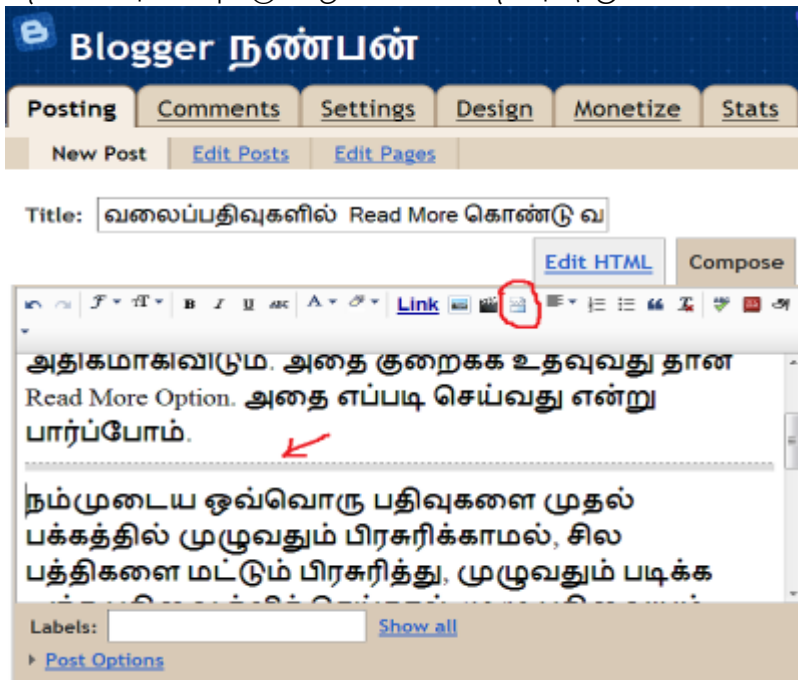 Blogger நண்பன்
Posting Comments Settings Design Monetize Stats
New Post Edit Posts Edit Pages
Title: வலைப்பதிவுகளில் Read More கொண்டு வ
Edit HTML Compose
Link
அதிகமாகிவிடும். அதை குறைக்க உதவுவது தான்
Read More Option. அதை எப்படி செய்வது என்று
பார்ப்போம்.
நம்முடைய ஒவ்வொரு பதிவுகளை முதல்
பக்கத்தில் முழுவதும் பிரசுரிக்காமல், சில
பத்திகளை மட்டும் பிரசுரித்து, முழுவதும் படிக்க
Labels: Show all
Post Options